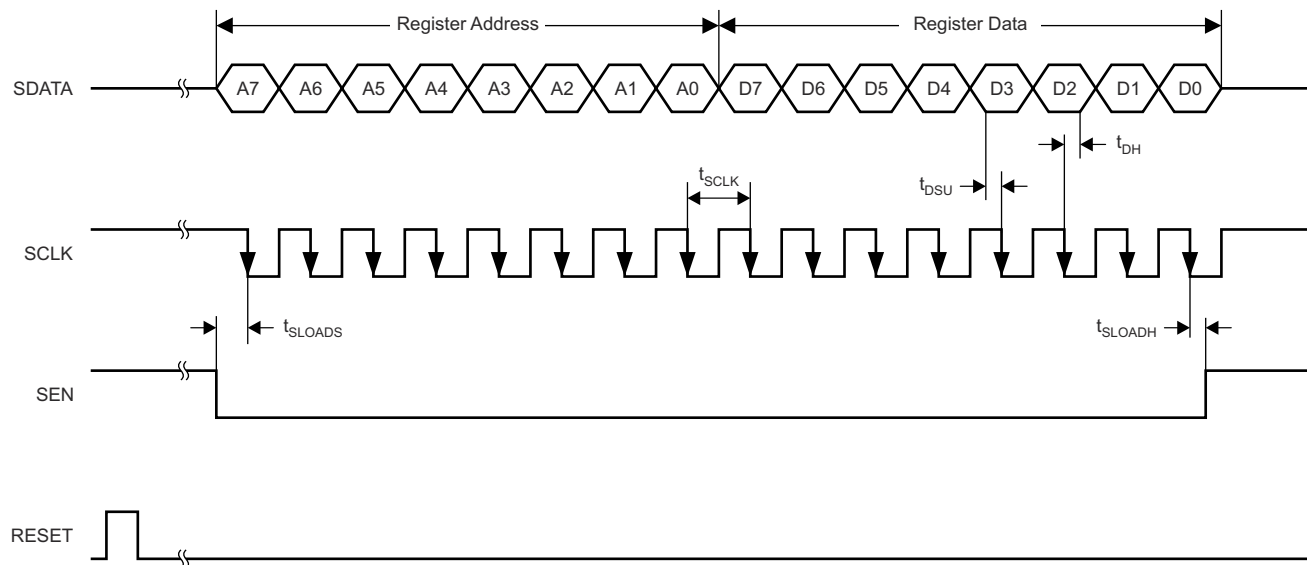 Register Address
Register Data
SDATA
A7 A6 A5 A4 A3 A2 A1 A0 D7 D6 D5 D4 D3 D2 D1 D0
tDH
tSCLK
tDSU
SCLK
tSLOADS
tSLOADH
SEN
RESET